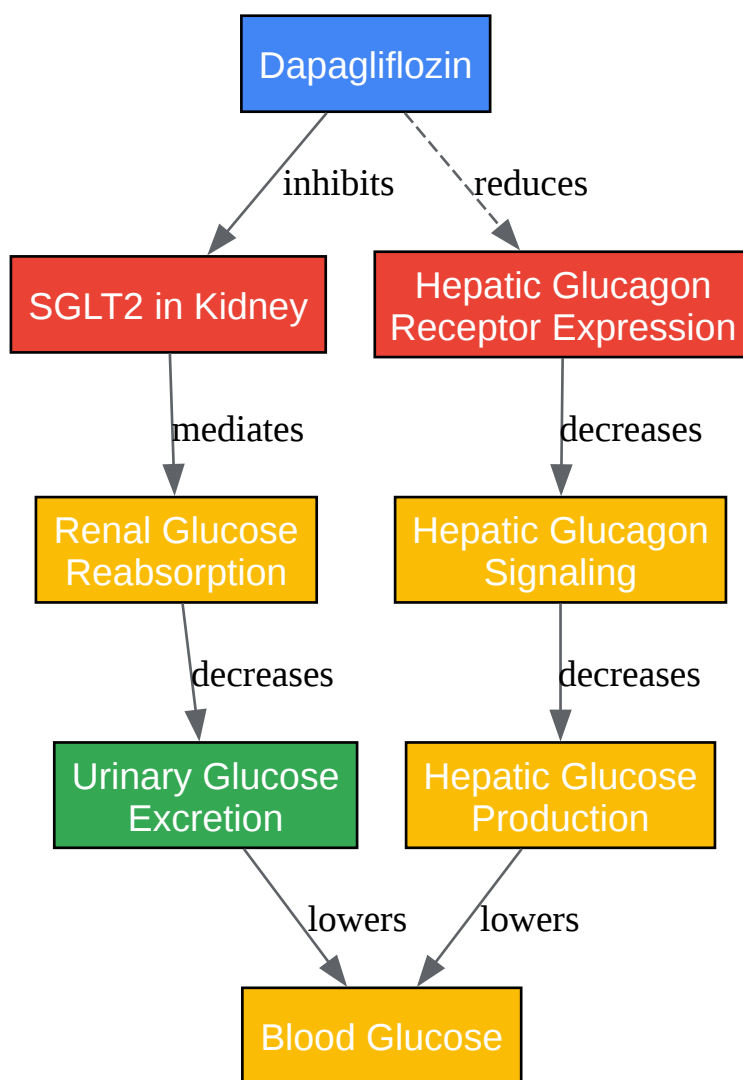 Dapagliflozin
inhibits
reduces
SGLT2 in Kidney
Hepatic Glucagon
Receptor Expression
mediates
decreases
Renal Glucose
Reabsorption
Hepatic Glucagon
Signaling
decreases
decreases
Urinary Glucose
Excretion
Hepatic Glucose
Production
lowers
lowers
Blood Glucose